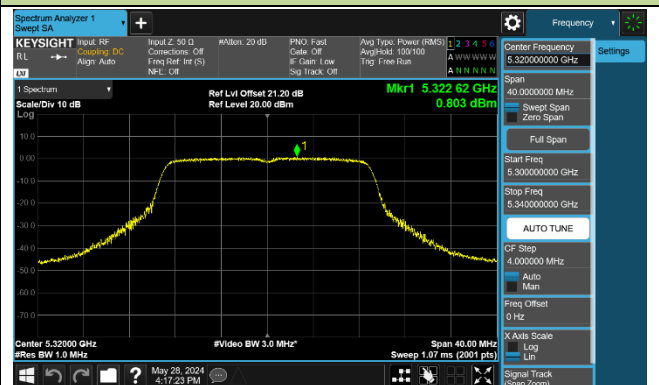 Spectrum Analyzer 1
Swept SA
Frequency
KEYSIGHT
RL
LXI
Input: RF
Coupling: DC
Align: Auto
Input Z: 50 Ω
Corrections: Off
Freq Ref: Int (S)
NFE: Off
#Atten: 20 dB
PNO: Fast
Gate: Off
IF Gain: Low
Sig Track: Off
Avg Type: Power (RMS)
Avg|Hold: 100/100
Trig: Free Run
1 2 3 4 5 6
A W W W W W
A N N N N N
1 Spectrum
Scale/Div 10 dB
Log
Ref Lvl Offset 21.20 dB
Ref Level 20.00 dBm
Mkr1 5.322 62 GHz
0.803 dBm
1
10.0
0.00
-10.0
-20.0
-30.0
-40.0
-50.0
-60.0
-70.0
Center 5.32000 GHz
#Res BW 1.0 MHz
#Video BW 3.0 MHz*
Span 40.00 MHz
Sweep 1.07 ms (2001 pts)
Center Frequency
5.320000000 GHz
Settings
Span
40.0000000 MHz
Swept Span
Zero Span
Full Span
Start Freq
5.300000000 GHz
Stop Freq
5.340000000 GHz
AUTO TUNE
CF Step
4.000000 MHz
Auto
Man
Freq Offset
0 Hz
X Axis Scale
Log
Lin
Signal Track
(Span Zoom)
?
May 28, 2024
4:17:23 PM